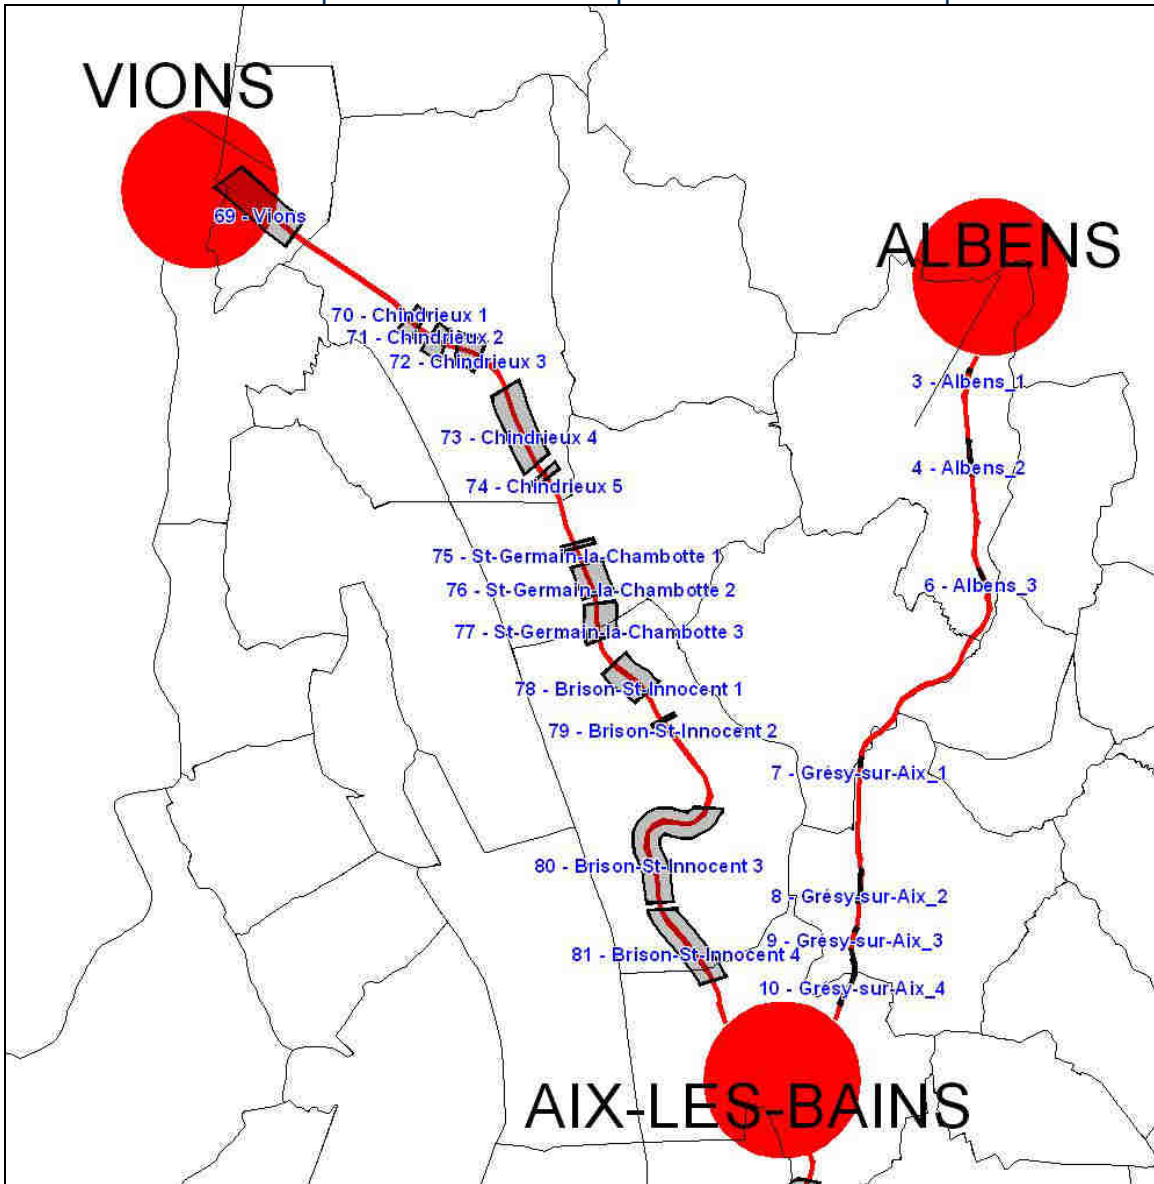 VIONS
69 - Vions
ALBENS
70 - Chindrieux 1
71 - Chindrieux 2
72 - Chindrieux 3
3 - Albens_1
73 - Chindrieux 4
4 - Albens_2
74 - Chindrieux 5
75 - St-Germain-la-Chambotte 1
76 - St-Germain-la-Chambotte 2
6 - Albens_3
77 - St-Germain-la-Chambotte 3
78 - Brison-St-Innocent 1
79 - Brison-St-Innocent 2
7 - Grésy-sur-Aix_1
80 - Brison-St-Innocent 3
8 - Grésy-sur-Aix_2
9 - Grésy-sur-Aix_3
81 - Brison-St-Innocent 4
10 - Grésy-sur-Aix_4
AIX-LES-BAINS